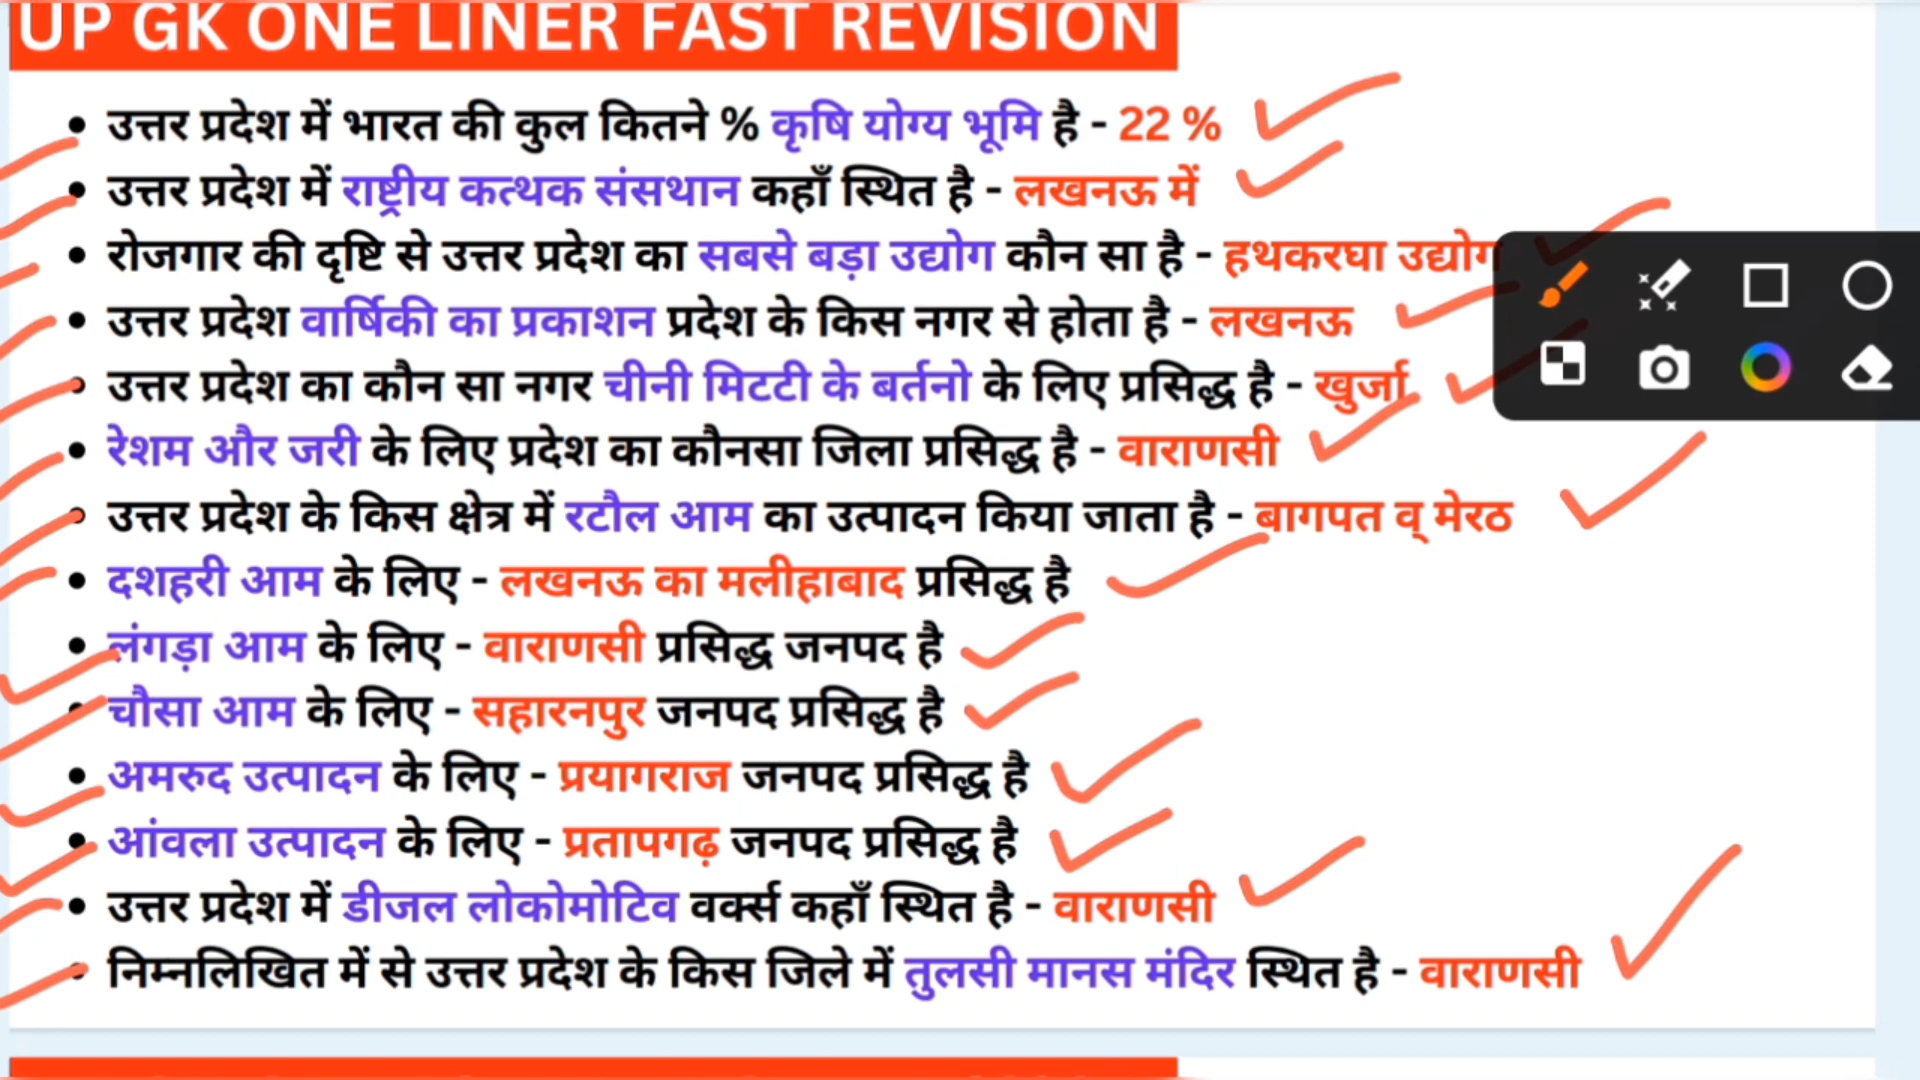 UP GK ONE LINER FAST REVISION
• उत्तर प्रदेश में भारत की कुल कितने % कृषि योग्य भूमि है - 22 %
• उत्तर प्रदेश में राष्ट्रीय कत्थक संसथान कहाँ स्थित है - लखनऊ में
• रोजगार की दृष्टि से उत्तर प्रदेश का सबसे बड़ा उद्योग कौन सा है - हथकरघा उद्योग
• उत्तर प्रदेश वार्षिकी का प्रकाशन प्रदेश के किस नगर से होता है - लखनऊ
• उत्तर प्रदेश का कौन सा नगर चीनी मिटटी के बर्तनो के लिए प्रसिद्ध है - खुर्जा
• रेशम और जरी के लिए प्रदेश का कौनसा जिला प्रसिद्ध है - वाराणसी
• उत्तर प्रदेश के किस क्षेत्र में रटौल आम का उत्पादन किया जाता है - बागपत व् मेरठ
• दशहरी आम के लिए - लखनऊ का मलीहाबाद प्रसिद्ध है
• लंगड़ा आम के लिए - वाराणसी प्रसिद्ध जनपद है
• चौसा आम के लिए - सहारनपुर जनपद प्रसिद्ध है
• अमरुद उत्पादन के लिए - प्रयागराज जनपद प्रसिद्ध है
• आंवला उत्पादन के लिए - प्रतापगढ़ जनपद प्रसिद्ध है
• उत्तर प्रदेश में डीजल लोकोमोटिव वर्क्स कहाँ स्थित है - वाराणसी
• निम्नलिखित में से उत्तर प्रदेश के किस जिले में तुलसी मानस मंदिर स्थित है - वाराणसी